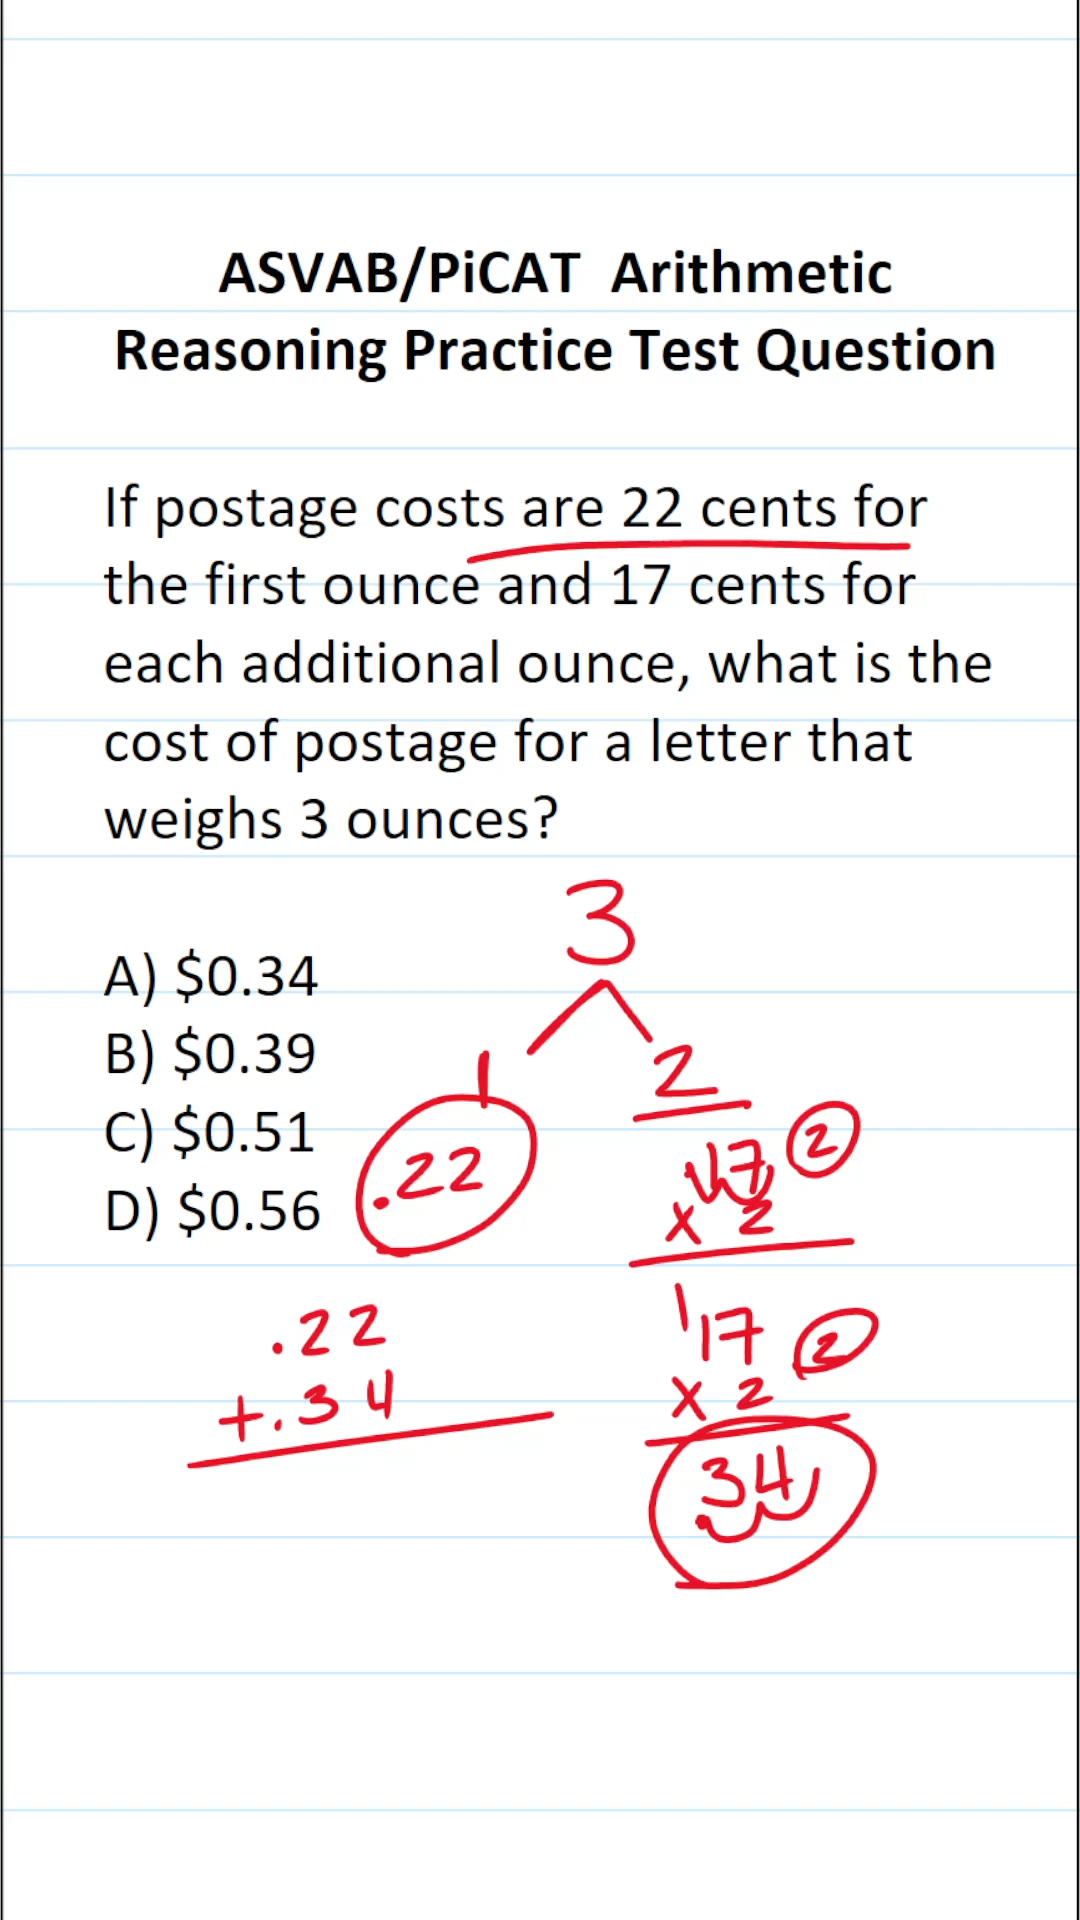 ASVAB/PiCAT Arithmetic
Reasoning Practice Test Question
If postage costs are 22 cents for
the first ounce and 17 cents for
each additional ounce, what is the
cost of postage for a letter that
weighs 3 ounces?
3
A) $0.34
B) $0.39
C) $0.51
D) $0.56
1
2
.22
.17 2
x 2
.22
+.34
1
17 2
x 2
.34